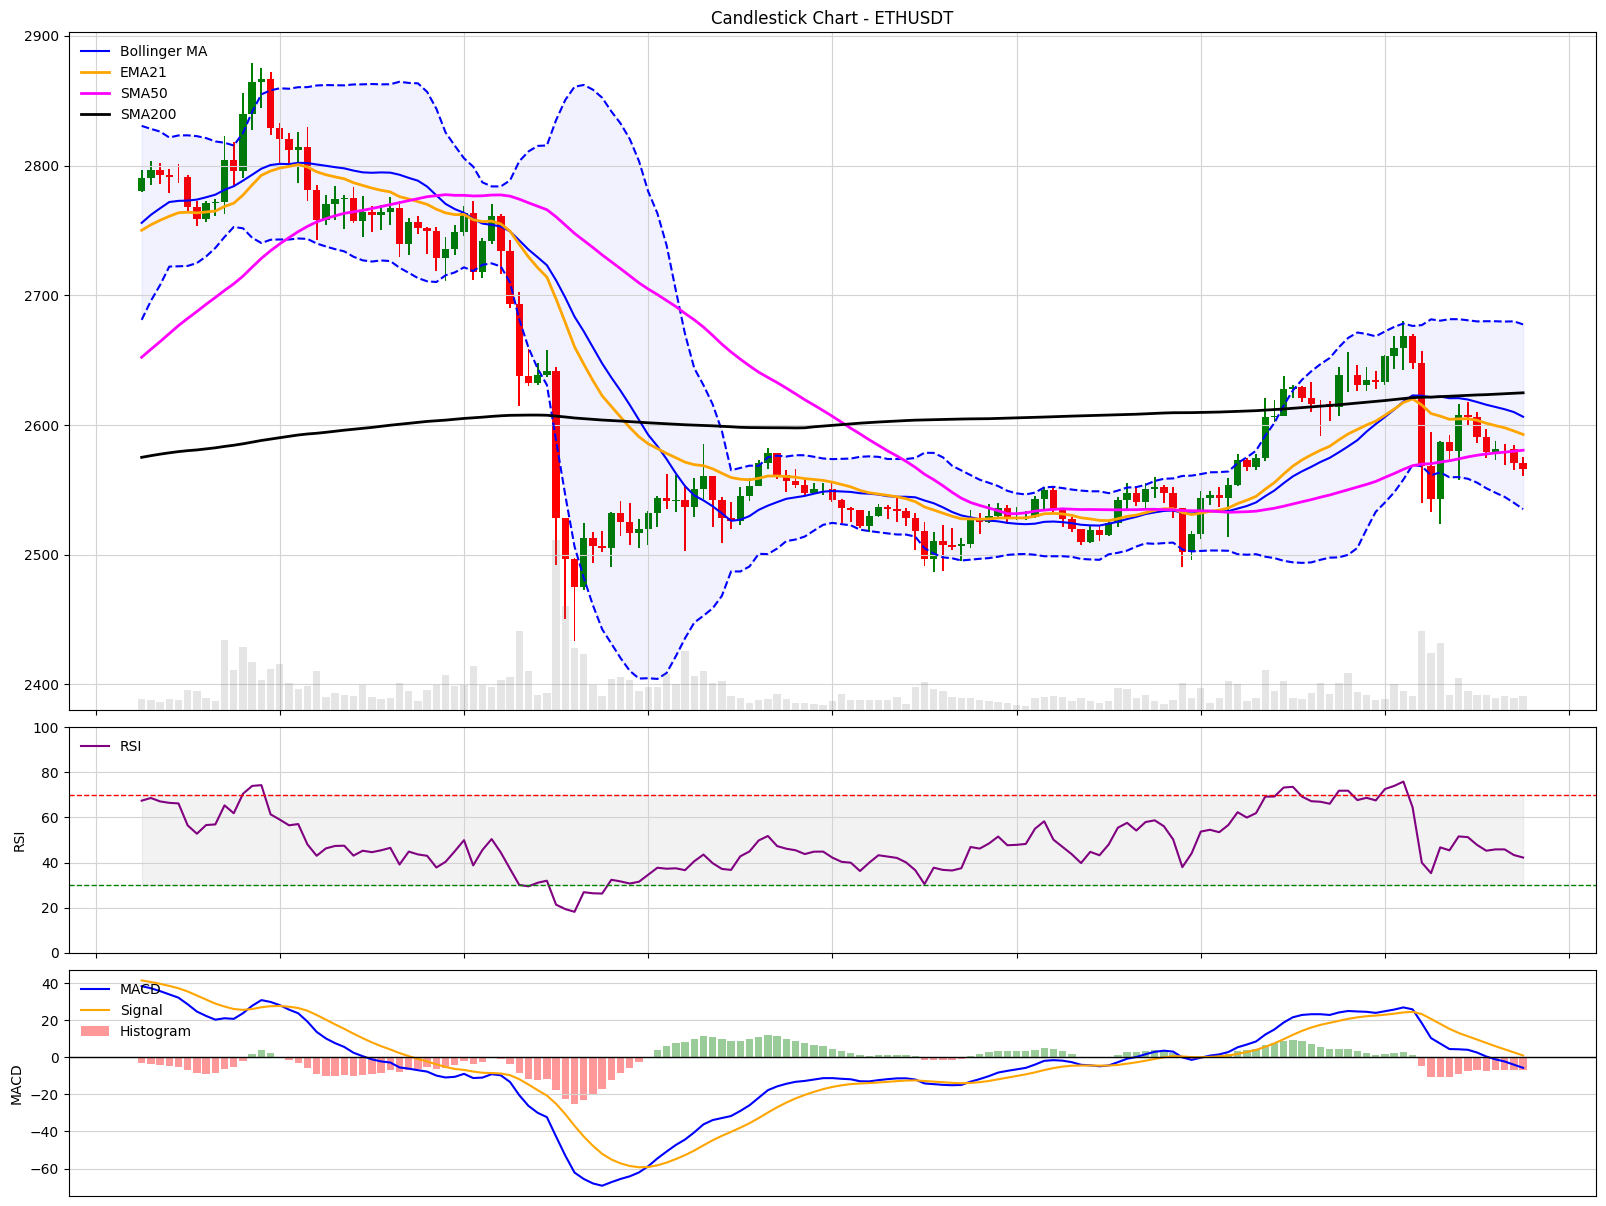 Candlestick Chart - ETHUSDT
2900
2800
2700
2600
2500
2400
Bollinger MA
EMA21
SMA50
SMA200
100
80
60
40
20
0
RSI
RSI
40
20
0
−20
−40
−60
MACD
MACD
Signal
Histogram